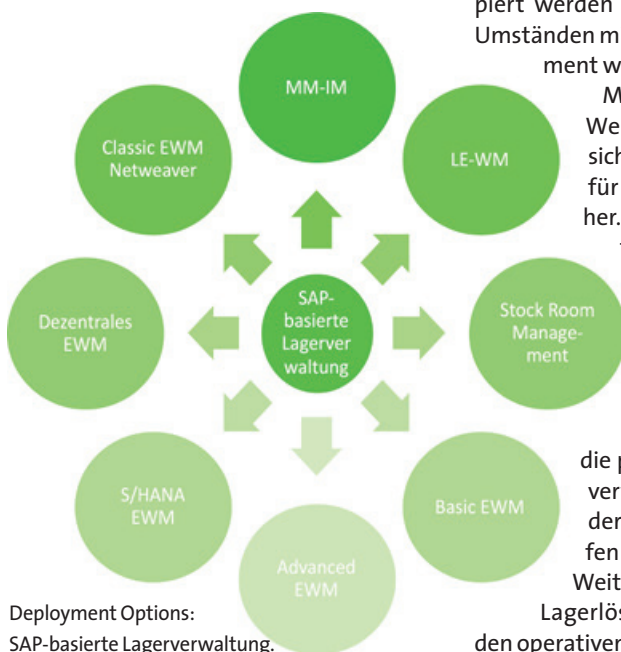 piert werden
Umständen m
ment w
M
We
sich
für
her.
MM-IM
Classic EWM
Netweaver
LE-WM
Dezentrales
EWM
SAP-
basierte
Lagerver
waltung
Stock Room
Manage-
ment
S/HANA
EWM
Basic EWM
Advanced
EWM
die p
ver
der
fen
Weit
Lagerlös
den operativer
Deployment Options:
SAP-basierte Lagerverwaltung.